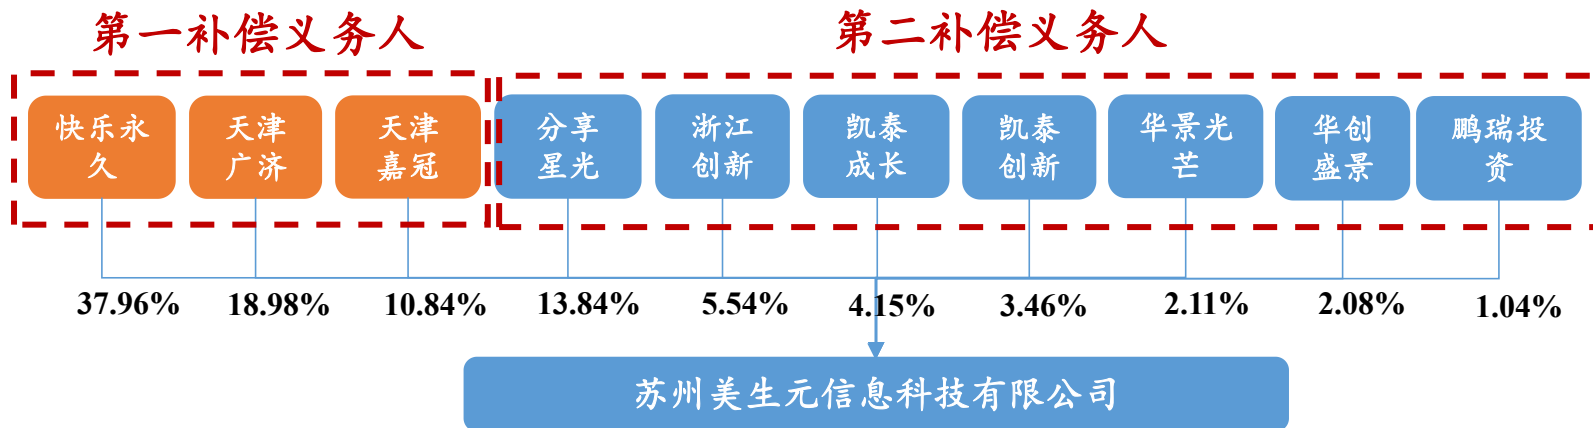 第一补偿义务人
第二补偿义务人
快乐永
久
天津
广济
天津
嘉冠
分享
星光
浙江
创新
凯泰
成长
凯泰
创新
华景光
芒
华创
盛景
鹏瑞投
资
37.96%
18.98%
10.84%
13.84%
5.54%
4.15%
3.46%
2.11%
2.08%
1.04%
苏州美生元信息科技有限公司